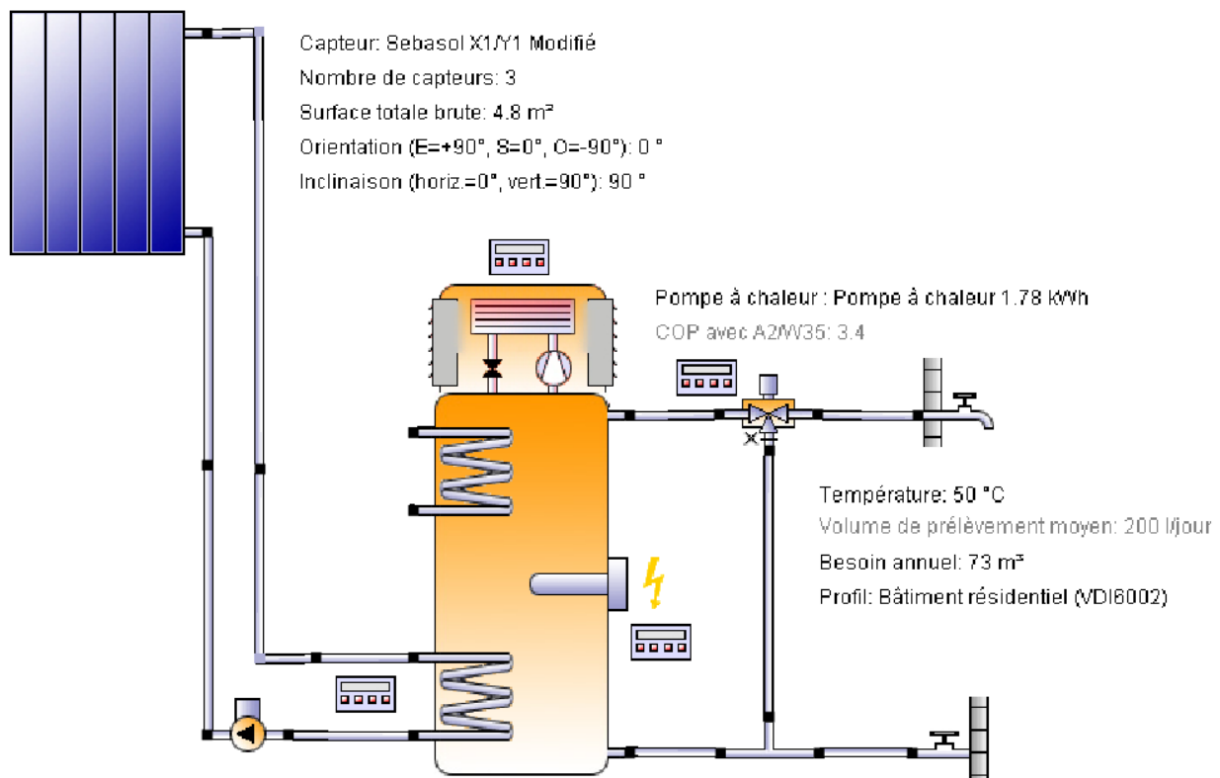 Capteur: Sebasol X1/Y1 Modifié
Nombre de capteurs: 3
Surface totale brute: 4.8 m²
Orientation (E=+90°, S=0°, O=-90°): 0 °
Inclinaison (horiz.=0°, vert.=90°): 90 °
Pompe à chaleur : Pompe à chaleur 1.78 kWh
COP avec A2/W35: 3.4
Température: 50 °C
Volume de prélèvement moyen: 200 l/jour
Besoin annuel: 73 m³
Profil: Bâtiment résidentiel (VDI6002)